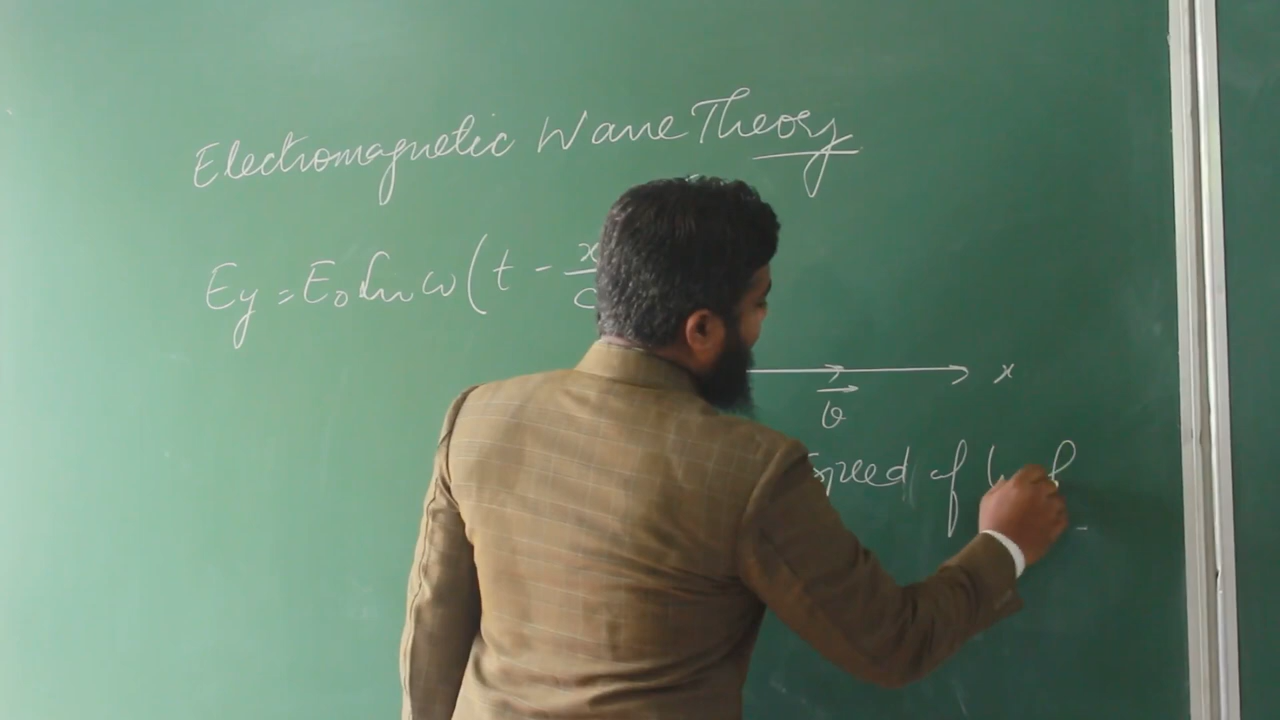 Electromagnetic Wave Theory
Ey = E0 Sin ω(t - x/c
x
v
Speed of